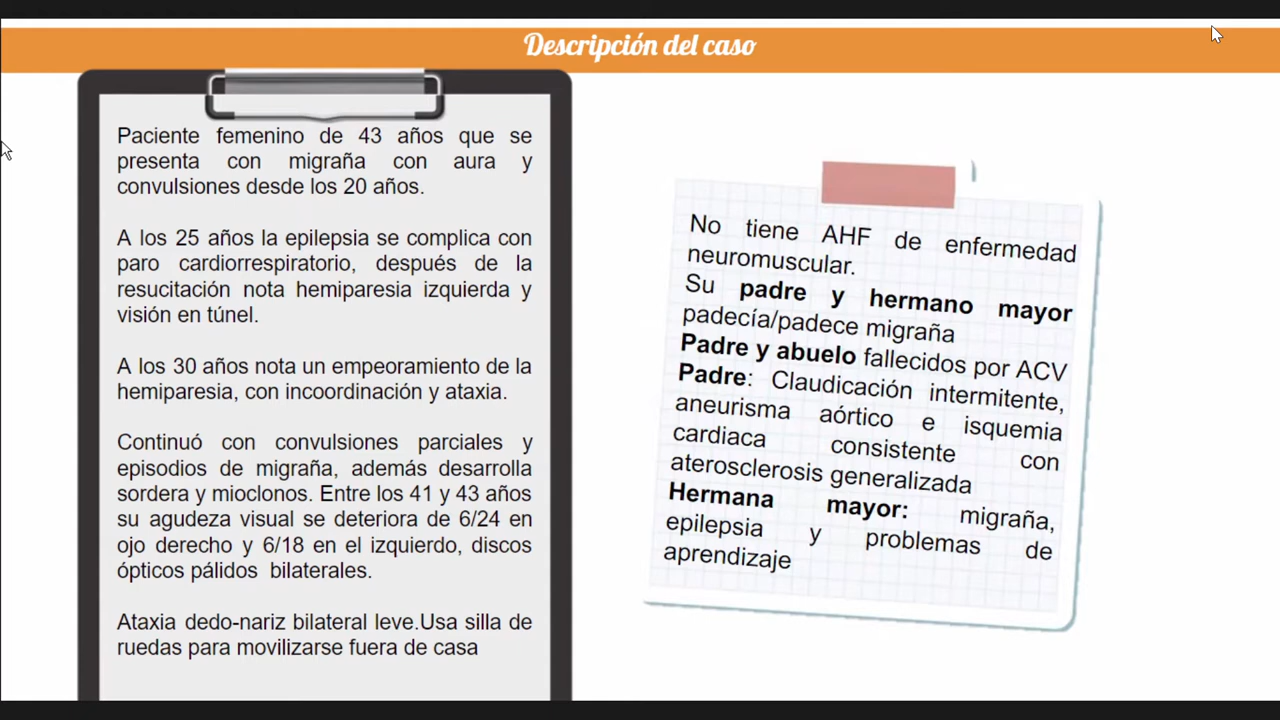 Descripción del caso
Paciente femenino de 43 años que se
presenta con migraña con aura y
convulsiones desde los 20 años.
A los 25 años la epilepsia se complica con
paro cardiorrespiratorio, después de la
resucitación nota hemiparesia izquierda y
visión en túnel.
A los 30 años nota un empeoramiento de la
hemiparesia, con incoordinación y ataxia.
Continuó con convulsiones parciales y
episodios de migraña, además desarrolla
sordera y mioclonos. Entre los 41 y 43 años
su agudeza visual se deteriora de 6/24 en
ojo derecho y 6/18 en el izquierdo, discos
ópticos pálidos bilaterales.
Ataxia dedo-nariz bilateral leve.Usa silla de
ruedas para movilizarse fuera de casa
No tiene AHF de enfermedad
neuromuscular.
Su padre y hermano mayor
padecía/padece migraña
Padre y abuelo fallecidos por ACV
Padre: Claudicación intermitente,
aneurisma aórtico e isquemia
cardiaca consistente con
aterosclerosis generalizada
Hermana mayor: migraña,
epilepsia y problemas de
aprendizaje